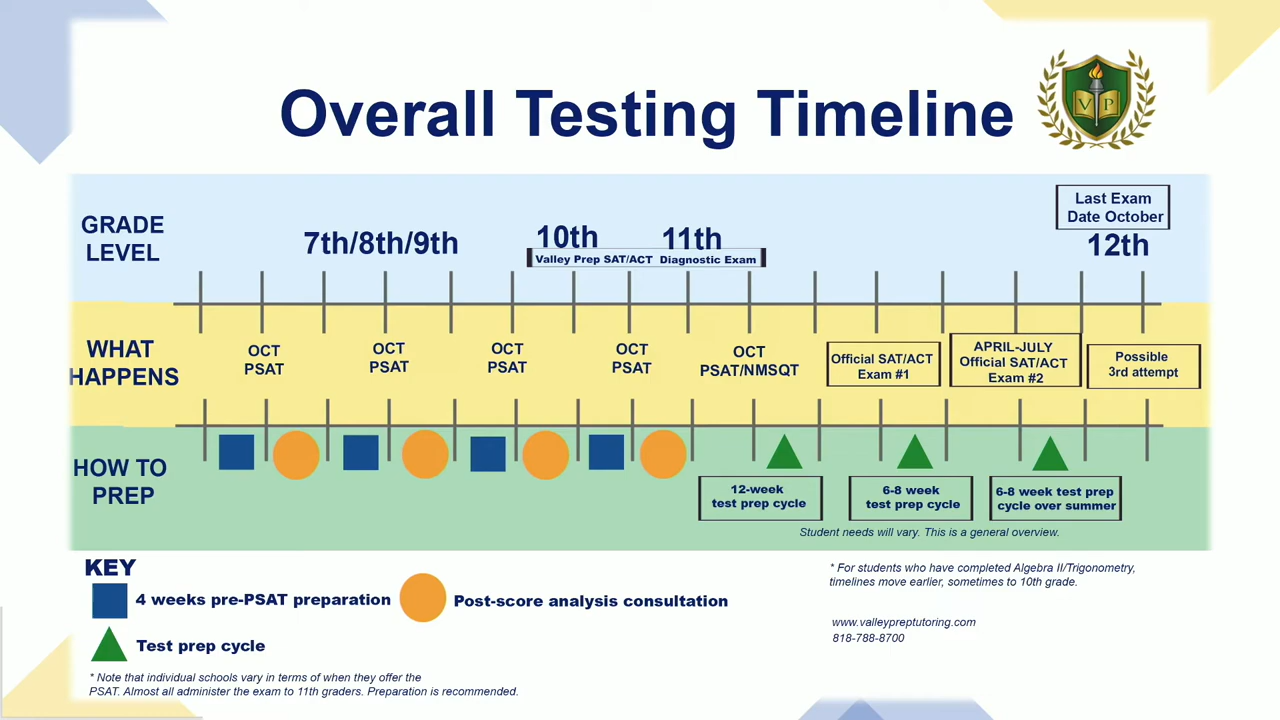 Overall Testing Timeline
V P
GRADE
LEVEL
7th/8th/9th
10th
11th
Valley Prep SAT/ACT Diagnostic Exam
Last Exam
Date October
12th
WHAT
HAPPENS
OCT
PSAT
OCT
PSAT
OCT
PSAT
OCT
PSAT
OCT
PSAT/NMSQT
Official SAT/ACT
Exam #1
APRIL-JULY
Official SAT/ACT
Exam #2
Possible
3rd attempt
HOW TO
PREP
12-week
test prep cycle
6-8 week
test prep cycle
6-8 week test prep
cycle over summer
Student needs will vary. This is a general overview.
KEY
4 weeks pre-PSAT preparation
Post-score analysis consultation
Test prep cycle
* Note that individual schools vary in terms of when they offer the
PSAT. Almost all administer the exam to 11th graders. Preparation is recommended.
* For students who have completed Algebra II/Trigonometry,
timelines move earlier, sometimes to 10th grade.
www.valleypreptutoring.com
818-788-8700